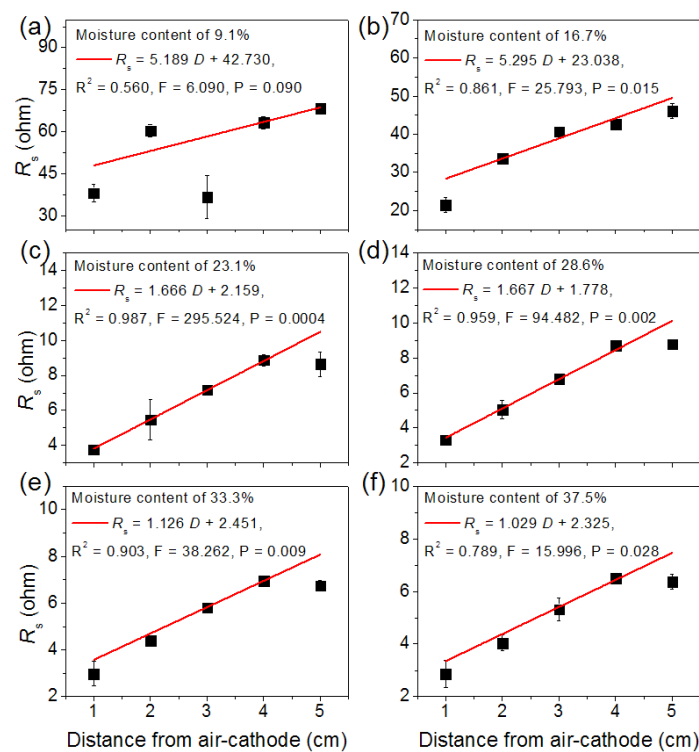 (a)
Moisture content of 9.1%
Rs = 5.189 D + 42.730,
R² = 0.560, F = 6.090, P = 0.090
90
75
60
45
30
Rs (ohm)
(b)
Moisture content of 16.7%
Rs = 5.295 D + 23.038,
R² = 0.861, F = 25.793, P = 0.015
70
60
50
40
30
20
(c)
Moisture content of 23.1%
Rs = 1.666 D + 2.159,
R² = 0.987, F = 295.524, P = 0.0004
14
12
10
8
6
4
Rs (ohm)
(d)
Moisture content of 28.6%
Rs = 1.667 D + 1.778,
R² = 0.959, F = 94.482, P = 0.002
14
12
10
8
6
4
2
(e)
Moisture content of 33.3%
Rs = 1.126 D + 2.451,
R² = 0.903, F = 38.262, P = 0.009
10
8
6
4
2
Rs (ohm)
1 2 3 4 5
Distance from air-cathode (cm)
(f)
Moisture content of 37.5%
Rs = 1.029 D + 2.325,
R² = 0.789, F = 15.996, P = 0.028
10
8
6
4
2
1 2 3 4 5
Distance from air-cathode (cm)